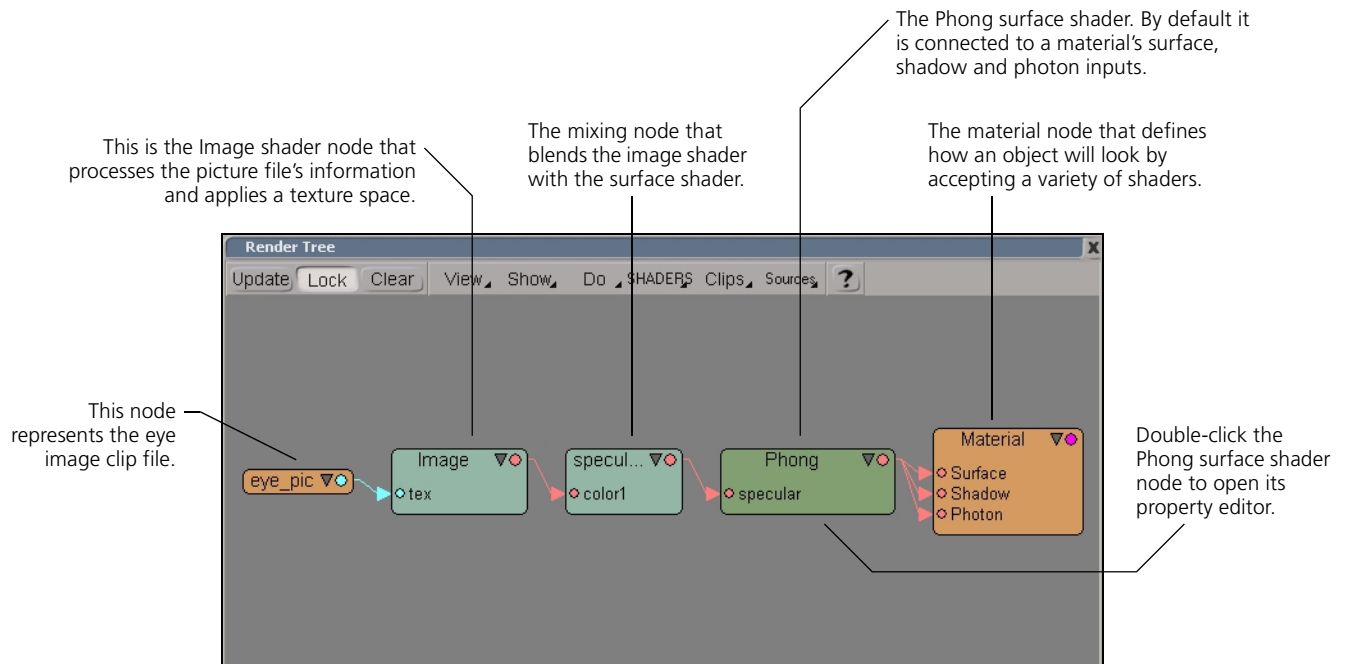 The Phong surface shader. By default it
is connected to a material's surface,
shadow and photon inputs.
This is the Image shader node that
processes the picture file's information
and applies a texture space.
The mixing node that
blends the image shader
with the surface shader.
The material node that defines
how an object will look by
accepting a variety of shaders.
Render Tree
x
Update Lock Clear View Show Do SHADERS Clips Sources ?
This node
represents the eye
image clip file.
eye_pic
Image
tex
specul...
color1
Phong
specular
Material
Surface
Shadow
Photon
Double-click the
Phong surface shader
node to open its
property editor.